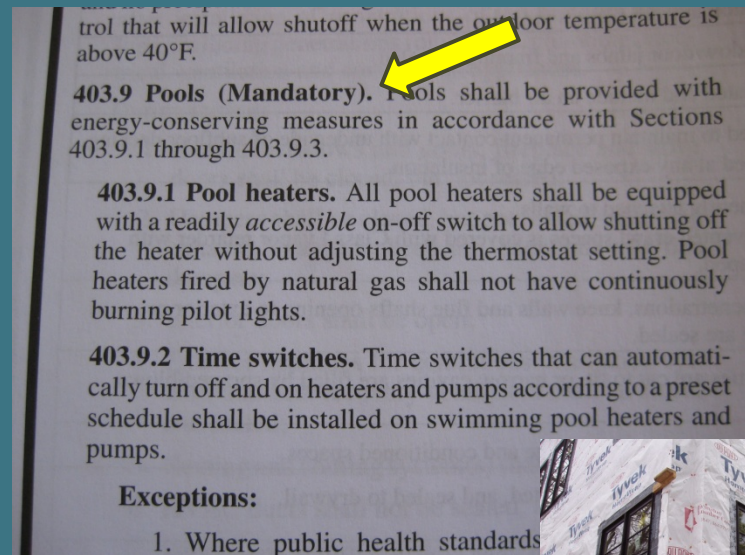 trol that will allow shutoff when the outdoor temperature is
above 40°F.
403.9 Pools (Mandatory). Pools shall be provided with
energy-conserving measures in accordance with Sections
403.9.1 through 403.9.3.
403.9.1 Pool heaters. All pool heaters shall be equipped
with a readily accessible on-off switch to allow shutting off
the heater without adjusting the thermostat setting. Pool
heaters fired by natural gas shall not have continuously
burning pilot lights.
403.9.2 Time switches. Time switches that can automati-
cally turn off and on heaters and pumps according to a preset
schedule shall be installed on swimming pool heaters and
pumps.
Exceptions:
1. Where public health standards
Tyvek
Tyvek